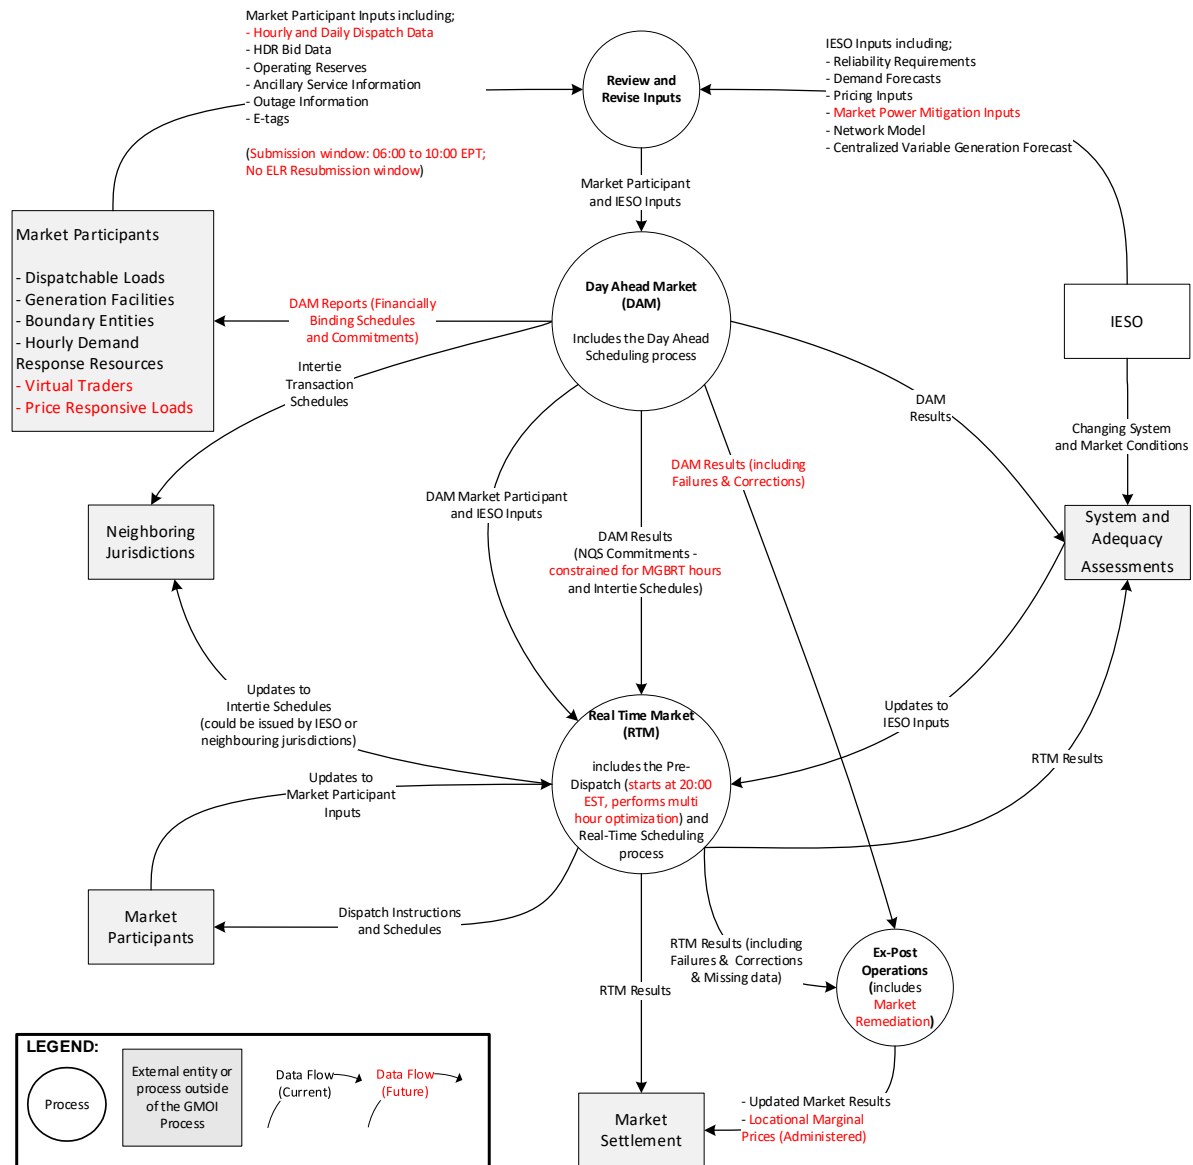 Market Participant Inputs including;
- Hourly and Daily Dispatch Data
- HDR Bid Data
- Operating Reserves
- Ancillary Service Information
- Outage Information
- E-tags
(Submission window: 06:00 to 10:00 EPT;
No ELR Resubmission window)
Review and
Revise Inputs
IESO Inputs including;
- Reliability Requirements
- Demand Forecasts
- Pricing Inputs
- Market Power Mitigation Inputs
- Network Model
- Centralized Variable Generation Forecast
Market Participant
and IESO Inputs
Market Participants
- Dispatchable Loads
- Generation Facilities
- Boundary Entities
- Hourly Demand
Response Resources
- Virtual Traders
- Price Responsive Loads
DAM Reports (Financially
Binding Schedules
and Commitments)
Day Ahead Market
(DAM)
Includes the Day Ahead
Scheduling process
IESO
Intertie
Transaction
Schedules
DAM
Results
Changing System
and Market Conditions
DAM Results (including
Failures & Corrections)
DAM Market Participant
and IESO Inputs
Neighboring
Jurisdictions
DAM Results
(NQS Commitments -
constrained for MGBRT hours
and Intertie Schedules)
System and
Adequacy
Assessments
Updates to
Intertie Schedules
(could be issued by IESO or
neighbouring jurisdictions)
Real Time Market
(RTM)
includes the Pre-
Dispatch (starts at 20:00
EST, performs multi
hour optimization) and
Real-Time Scheduling
process
Updates to
IESO Inputs
RTM Results
Updates to
Market Participant
Inputs
Market
Participants
Dispatch Instructions
and Schedules
RTM Results (including
Failures & Corrections
& Missing data)
RTM Results
Ex-Post
Operations
(includes
Market
Remediation)
LEGEND:
Process
External entity or
process outside
of the GMOI
Process
Data Flow
(Current)
Data Flow
(Future)
Market
Settlement
- Updated Market Results
- Locational Marginal
Prices (Administered)